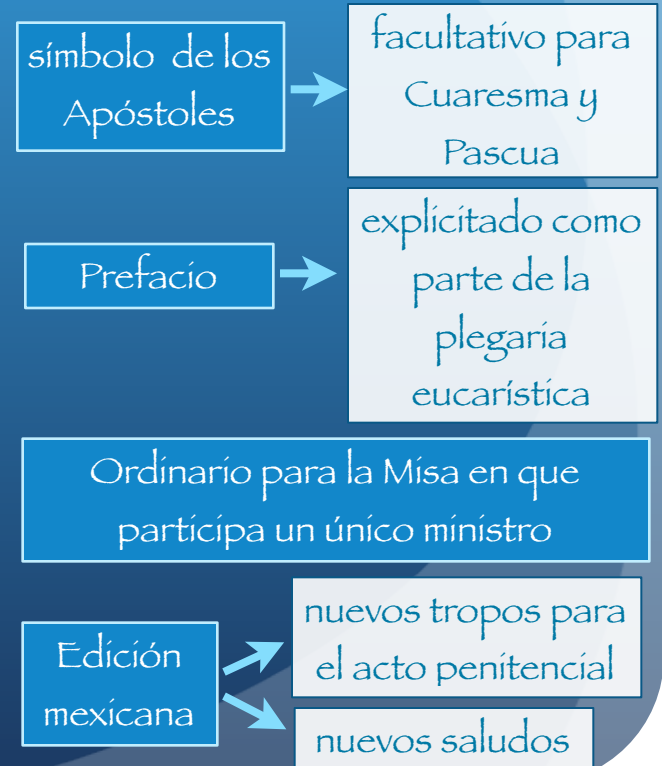 símbolo de los
Apóstoles
facultativo para
Cuaresma y
Pascua
Prefacio
explicitado como
parte de la
plegaria
eucarística
Ordinario para la Misa en que
participa un único ministro
Edición
mexicana
nuevos tropos para
el acto penitencial
nuevos saludos